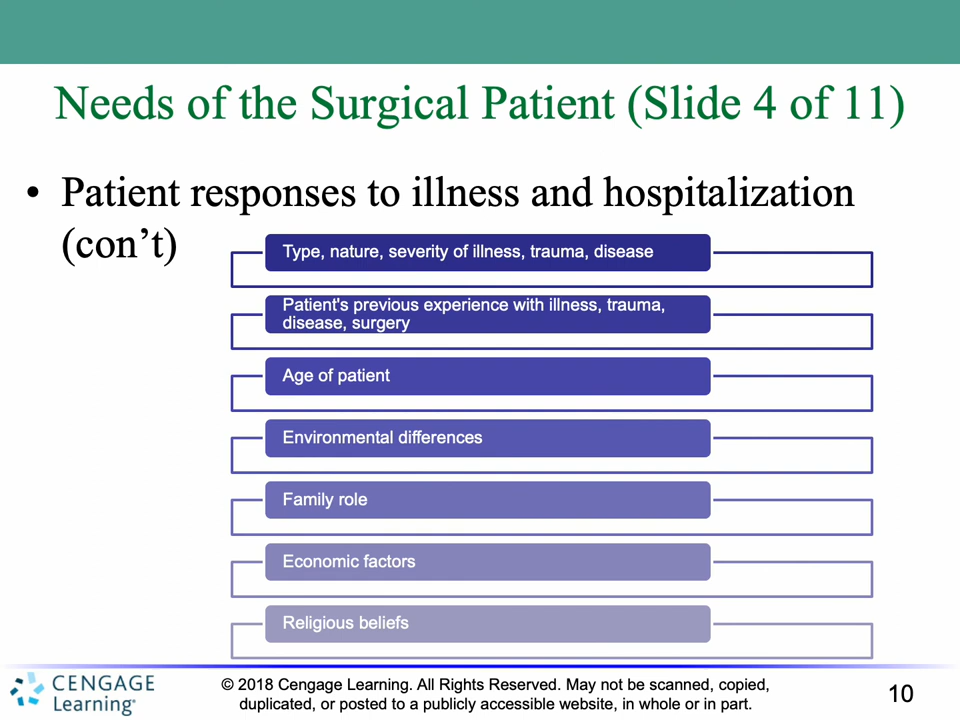 Needs of the Surgical Patient (Slide 4 of 11)
• Patient responses to illness and hospitalization
(con’t)
Type, nature, severity of illness, trauma, disease
Patient's previous experience with illness, trauma,
disease, surgery
Age of patient
Environmental differences
Family role
Economic factors
Religious beliefs
CENGAGE
Learning®
© 2018 Cengage Learning. All Rights Reserved. May not be scanned, copied,
duplicated, or posted to a publicly accessible website, in whole or in part.
10